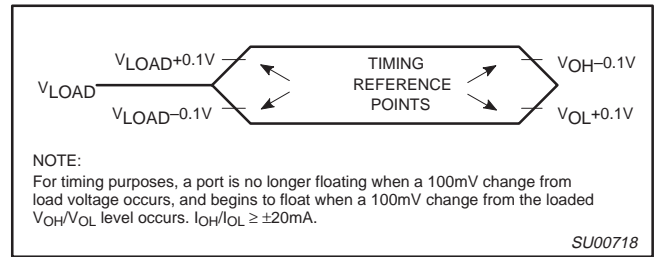 VLOAD+0.1V
TIMING
VOH–0.1V
VLOAD
REFERENCE
VLOAD–0.1V
POINTS
VOL+0.1V
NOTE:
For timing purposes, a port is no longer floating when a 100mV change from
load voltage occurs, and begins to float when a 100mV change from the loaded
VOH/VOL level occurs. IOH/IOL ≥ ±20mA.
SU00718